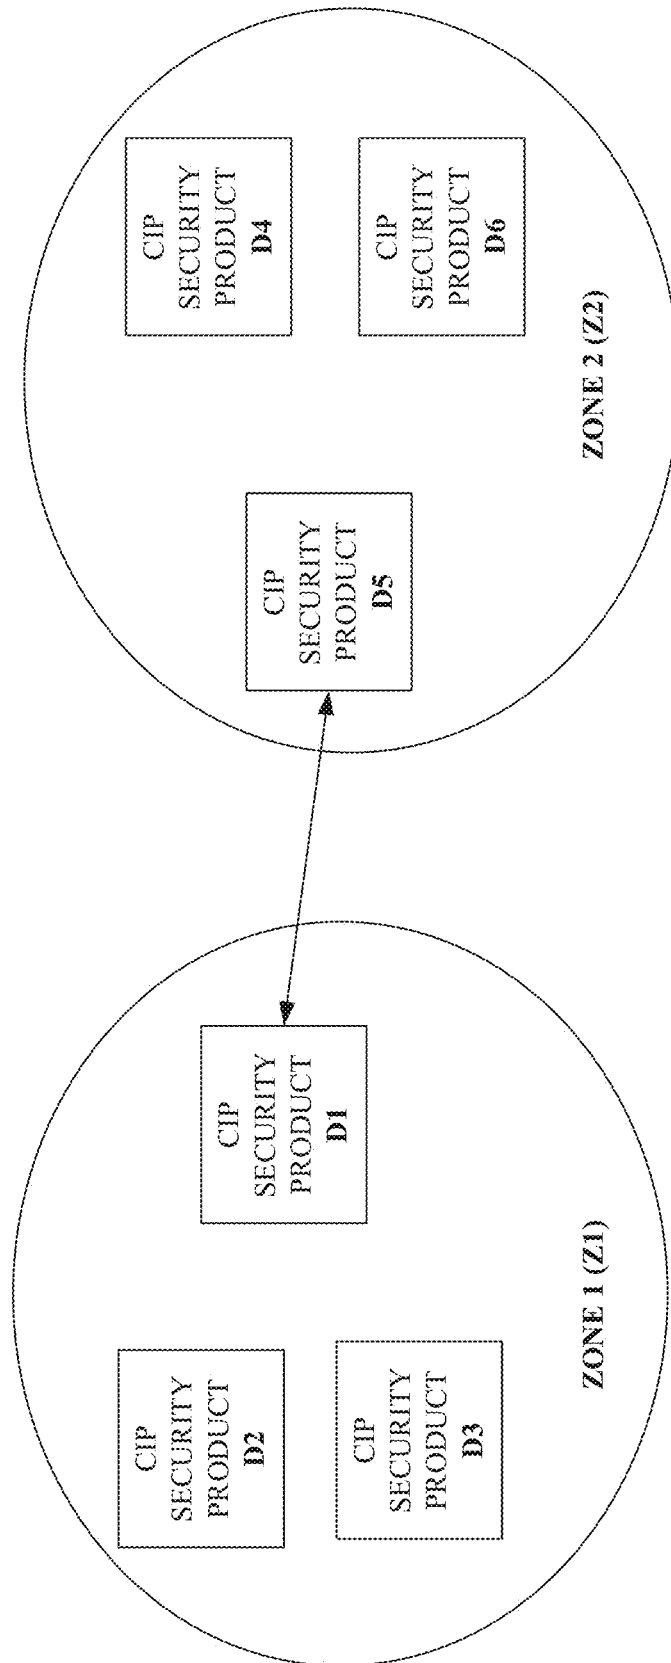 CIP
SECURITY
PRODUCT
D2
CIP
SECURITY
PRODUCT
D3
CIP
SECURITY
PRODUCT
D1
ZONE 1 (Z1)
CIP
SECURITY
PRODUCT
D5
CIP
SECURITY
PRODUCT
D4
CIP
SECURITY
PRODUCT
D6
ZONE 2 (Z2)